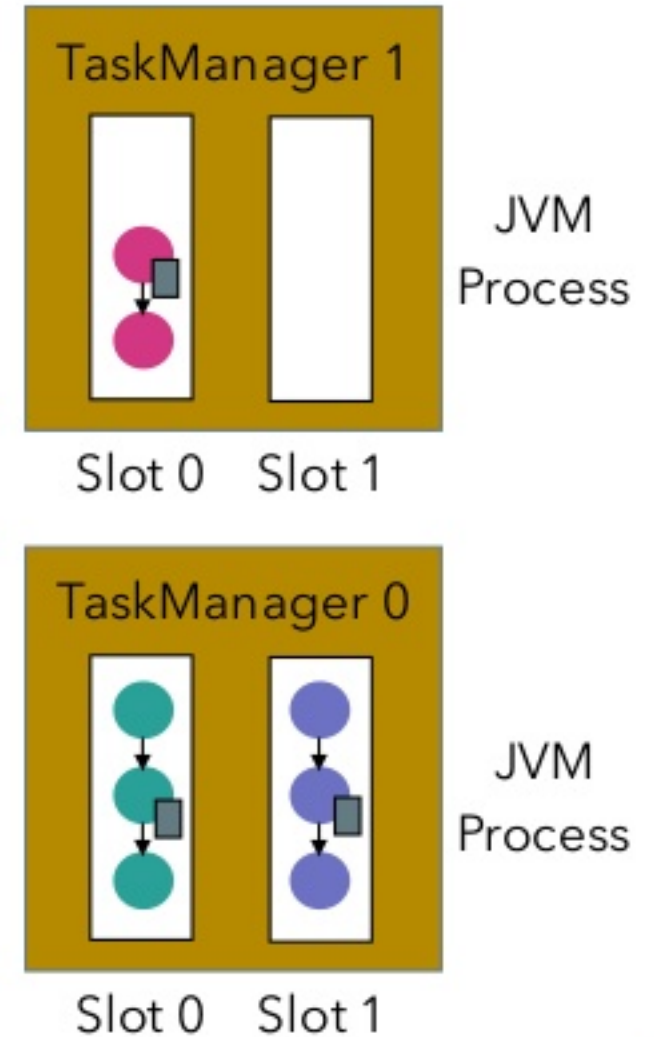 TaskManager 1
JVM
Process
Slot 0 Slot 1
TaskManager 0
JVM
Process
Slot 0 Slot 1